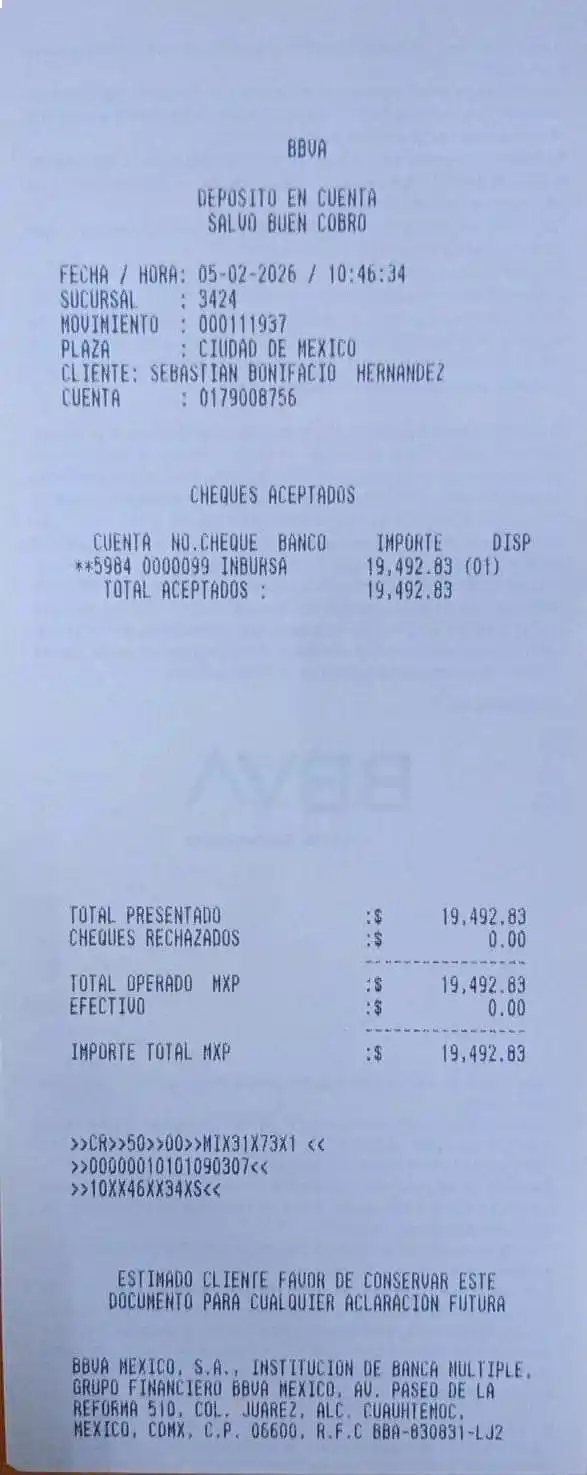 BBVA
DEPOSITO EN CUENTA
SALVO BUEN COBRO
FECHA / HORA: 05-02-2026 / 10:46:34
SUCURSAL : 3424
MOVIMIENTO : 000111937
PLAZA : CIUDAD DE MEXICO
CLIENTE: SEBASTIAN BONIFACIO HERNANDEZ
CUENTA : 0179008756
CHEQUES ACEPTADOS
CUENTA NO.CHEQUE BANCO IMPORTE DISP
**5984 0000099 INBURSA 19,492.83 (01)
TOTAL ACEPTADOS : 19,492.83
BBVA
TOTAL PRESENTADO :$ 19,492.83
CHEQUES RECHAZADOS :$ 0.00
TOTAL OPERADO MXP :$ 19,492.83
EFECTIVO :$ 0.00
IMPORTE TOTAL MXP :$ 19,492.83
>>CR>>50>>00>>MIX31X73X1 <<
>>00000010101090307<<
>>10XX46XX34XS<<
ESTIMADO CLIENTE FAVOR DE CONSERVAR ESTE
DOCUMENTO PARA CUALQUIER ACLARACION FUTURA
BBVA MEXICO, S.A., INSTITUCION DE BANCA MULTIPLE,
GRUPO FINANCIERO BBVA MEXICO, AV. PASEO DE LA
REFORMA 510, COL. JUAREZ, ALC. CUAUHTEMOC,
MEXICO, CDMX, C.P. 06600, R.F.C BBA-830831-LJ2